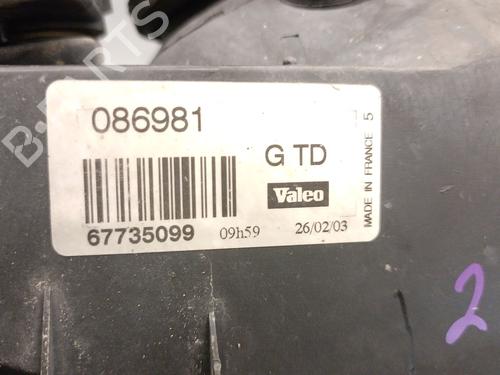 086981
G TD
Valeo
67735099
09h59
26/02/03
MADE IN FRANCE 5
2
B-PARTS